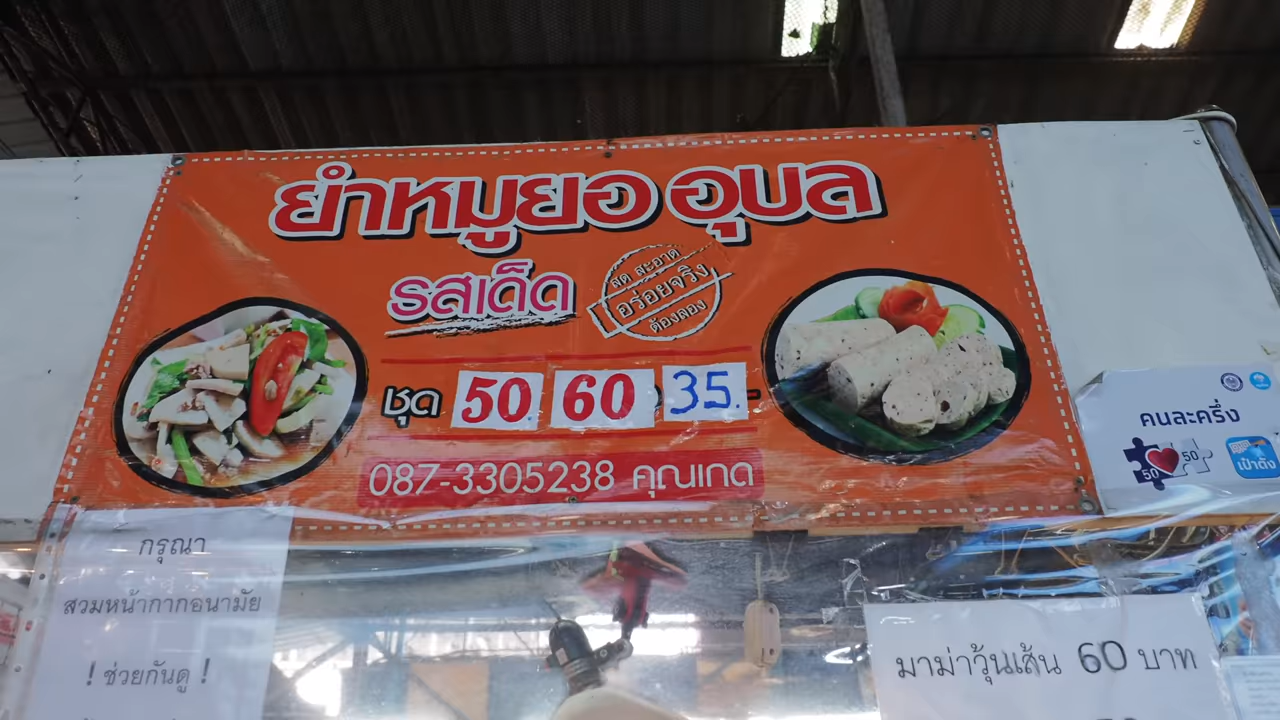 ยำหมูยอ อุบล
รสเด็ด
สด สะอาด
อร่อยจริง
ต้องลอง
ชุด 50 60 35.-
087-3305238 คุณเกด
คนละครึ่ง
50 50
เป๋าตัง
กรุณา
สวมหน้ากากอนามัย
! ช่วยกันดู !
มาม่าวุ้นเส้น 60 บาท